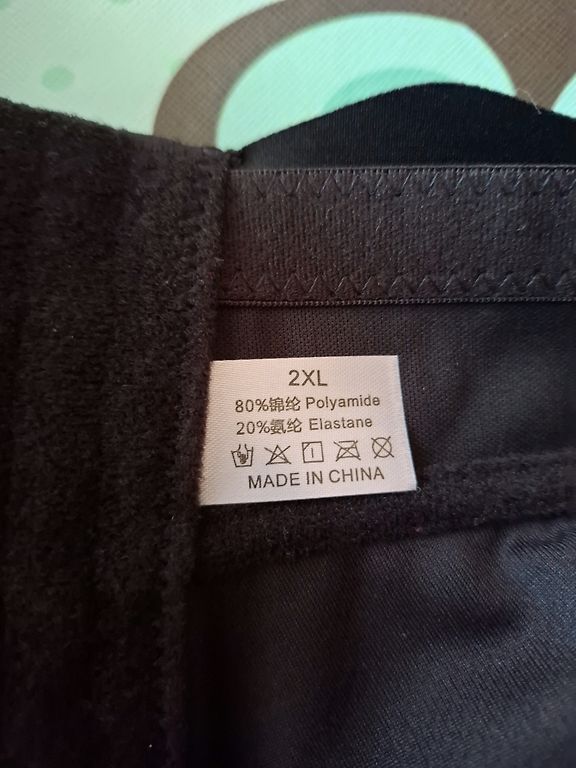 2XL
80%锦纶 Polyamide
20%氨纶 Elastane
MADE IN CHINA